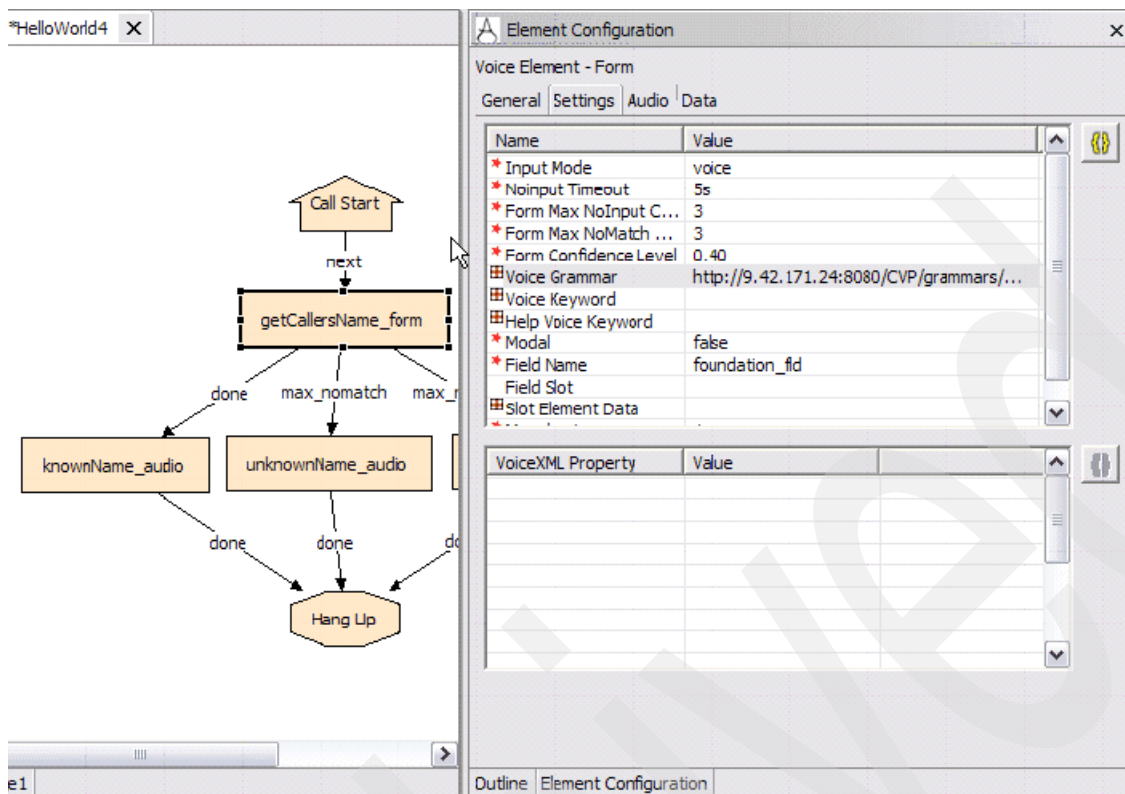 *HelloWorld4
Call Start
next
getCallersName_form
done
max_nomatch
knownName_audio
unknownName_audio
done
done
Hang Up
Element Configuration
Voice Element - Form
General Settings Audio Data
Name Value
* Input Mode voice
* Noinput Timeout 5s
* Form Max NoInput C... 3
* Form Max NoMatch ... 3
* Form Confidence Level 0.40
Voice Grammar http://9.42.171.24:8080/CVP/grammars/...
Voice Keyword
Help Voice Keyword
* Modal false
* Field Name foundation_fld
Field Slot
Slot Element Data
VoiceXML Property Value
Outline Element Configuration